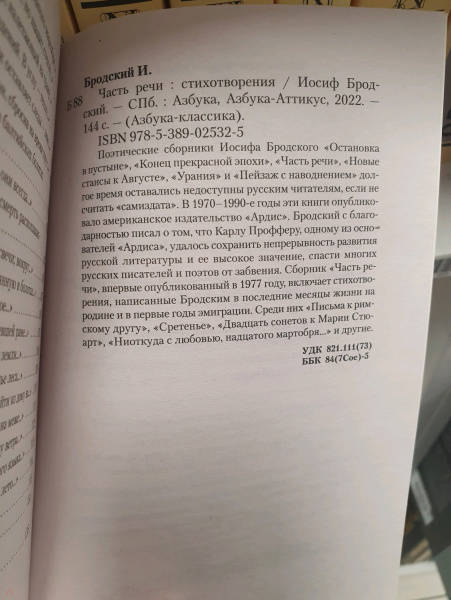 Бродский И.
Б 88
Часть речи : стихотворения / Иосиф Брод-
ский. — СПб. : Азбука, Азбука-Аттикус, 2022. —
144 с. — (Азбука-классика).
ISBN 978-5-389-02532-5
Поэтические сборники Иосифа Бродского «Остановка
в пустыне», «Конец прекрасной эпохи», «Часть речи», «Новые
стансы к Августе», «Урания» и «Пейзаж с наводнением» дол-
гое время оставались недоступны русским читателям, если не
считать «самиздата». В 1970–1990-е годы эти книги опублико-
вало американское издательство «Ардис». Бродский с благо-
дарностью писал о том, что Карлу Профферу, одному из осно-
вателей «Ардиса», удалось сохранить непрерывность развития
русской литературы и ее высокое значение, спасти многих
русских писателей и поэтов от забвения. Сборник «Часть ре-
чи», впервые опубликованный в 1977 году, включает стихотво-
рения, написанные Бродским в последние месяцы жизни на
родине и в первые годы эмиграции. Среди них «Письма к рим-
скому другу», «Сретенье», «Двадцать сонетов к Марии Стю-
арт», «Ниоткуда с любовью, надцатого мартобря...» и другие.
УДК 821.111(73)
ББК 84(7Сое)-5